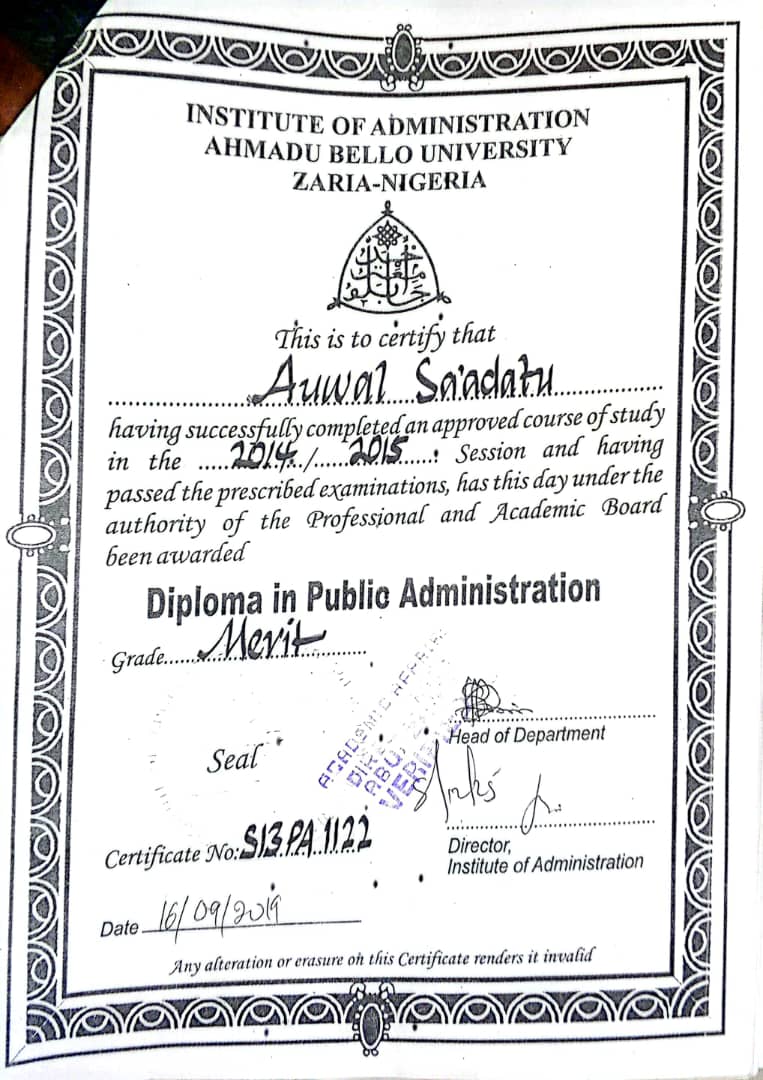 INSTITUTE OF ADMINISTRATION
AHMADU BELLO UNIVERSITY
ZARIA-NIGERIA
This is to certify that
Auwal Sa'adatu
having successfully completed an approved course of study
in the 2014/2015 Session and having
passed the prescribed examinations, has this day under the
authority of the Professional and Academic Board
been awarded
Diploma in Public Administration
Grade Merit
ACADEMIC AFFAIRS
Head of Department
Seal
Certificate No: S13PA1122
Director,
Institute of Administration
Date 16/09/2019
Any alteration or erasure on this Certificate renders it invalid